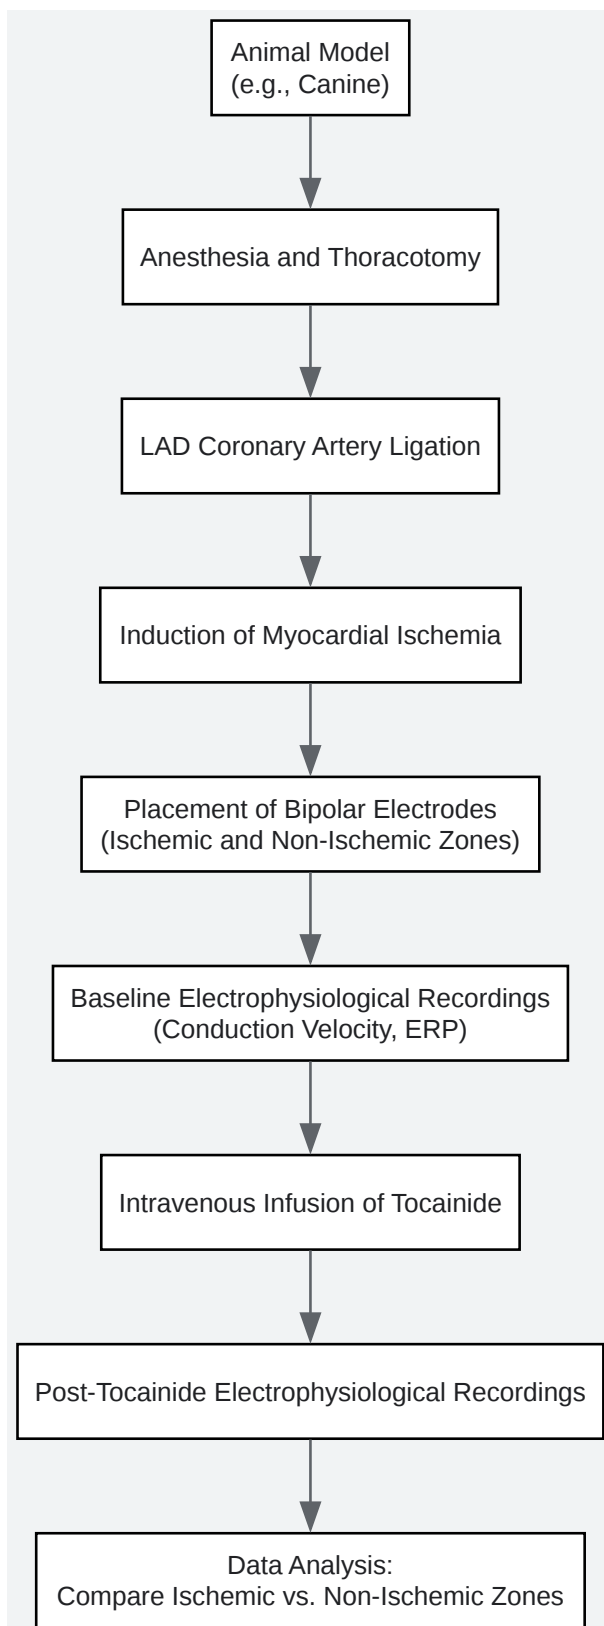 Animal Model
(e.g., Canine)
Anesthesia and Thoracotomy
LAD Coronary Artery Ligation
Induction of Myocardial Ischemia
Placement of Bipolar Electrodes
(Ischemic and Non-Ischemic Zones)
Baseline Electrophysiological Recordings
(Conduction Velocity, ERP)
Intravenous Infusion of Tocainide
Post-Tocainide Electrophysiological Recordings
Data Analysis:
Compare Ischemic vs. Non-Ischemic Zones